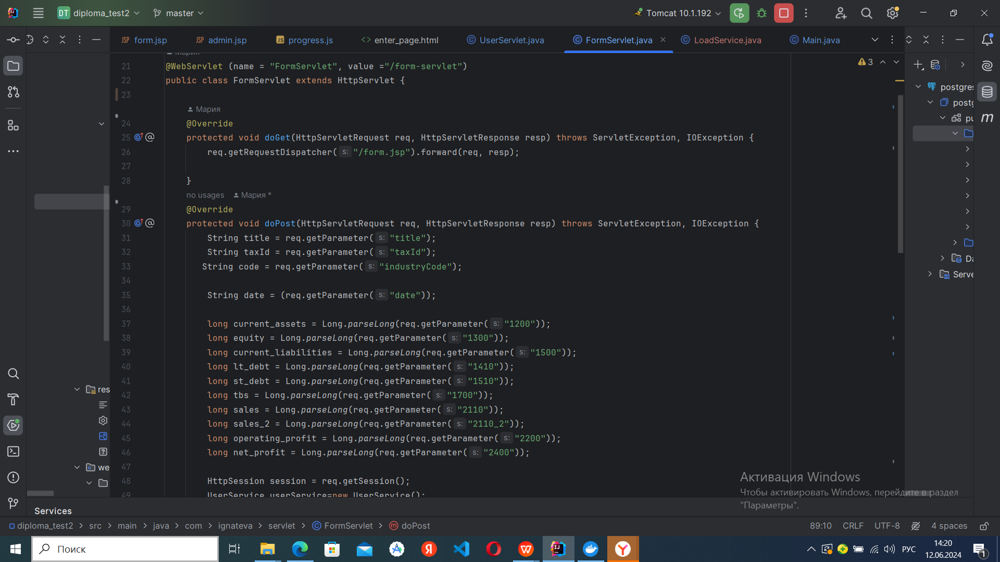 DT diploma_test2 master Tomcat 10.1.192
JSP form.jsp JSP admin.jsp JS progress.js <> enter_page.html UserServlet.java FormServlet.java LoadService.java Main.java
Мария
21 @WebServlet (name = "FormServlet", value ="/form-servlet")
3
22 public class FormServlet extends HttpServlet {
23
Мария
24 @Override
25 protected void doGet(HttpServletRequest req, HttpServletResponse resp) throws ServletException, IOException {
26 req.getRequestDispatcher( s: "/form.jsp").forward(req, resp);
27
28 }
no usages Мария *
29 @Override
30 protected void doPost(HttpServletRequest req, HttpServletResponse resp) throws ServletException, IOException {
31 String title = req.getParameter( s: "title");
32 String taxId = req.getParameter( s: "taxId");
33 String code = req.getParameter( s: "industryCode");
34
35 String date = (req.getParameter( s: "date"));
36
37 long current_assets = Long.parseLong(req.getParameter( s: "1200"));
38 long equity = Long.parseLong(req.getParameter( s: "1300"));
39 long current_liabilities = Long.parseLong(req.getParameter( s: "1500"));
40 long lt_debt = Long.parseLong(req.getParameter( s: "1410"));
41 long st_debt = Long.parseLong(req.getParameter( s: "1510"));
42 long tbs = Long.parseLong(req.getParameter( s: "1700"));
43 long sales = Long.parseLong(req.getParameter( s: "2110"));
44 long sales_2 = Long.parseLong(req.getParameter( s: "2110_2"));
45 long operating_profit = Long.parseLong(req.getParameter( s: "2200"));
46 long net_profit = Long.parseLong(req.getParameter( s: "2400"));
47
48 HttpSession session = req.getSession();
49 UserService userService=new UserService();
res
we
postgres
postg
pu
Da
Serve
m
Активация Windows
Чтобы активировать Windows, перейдите в раздел
"Параметры".
Services
diploma_test2 > src > main > java > com > ignateva > servlet > FormServlet > doPost 89:10 CRLF UTF-8 4 spaces
Поиск
РУС
14:20
12.06.2024
1